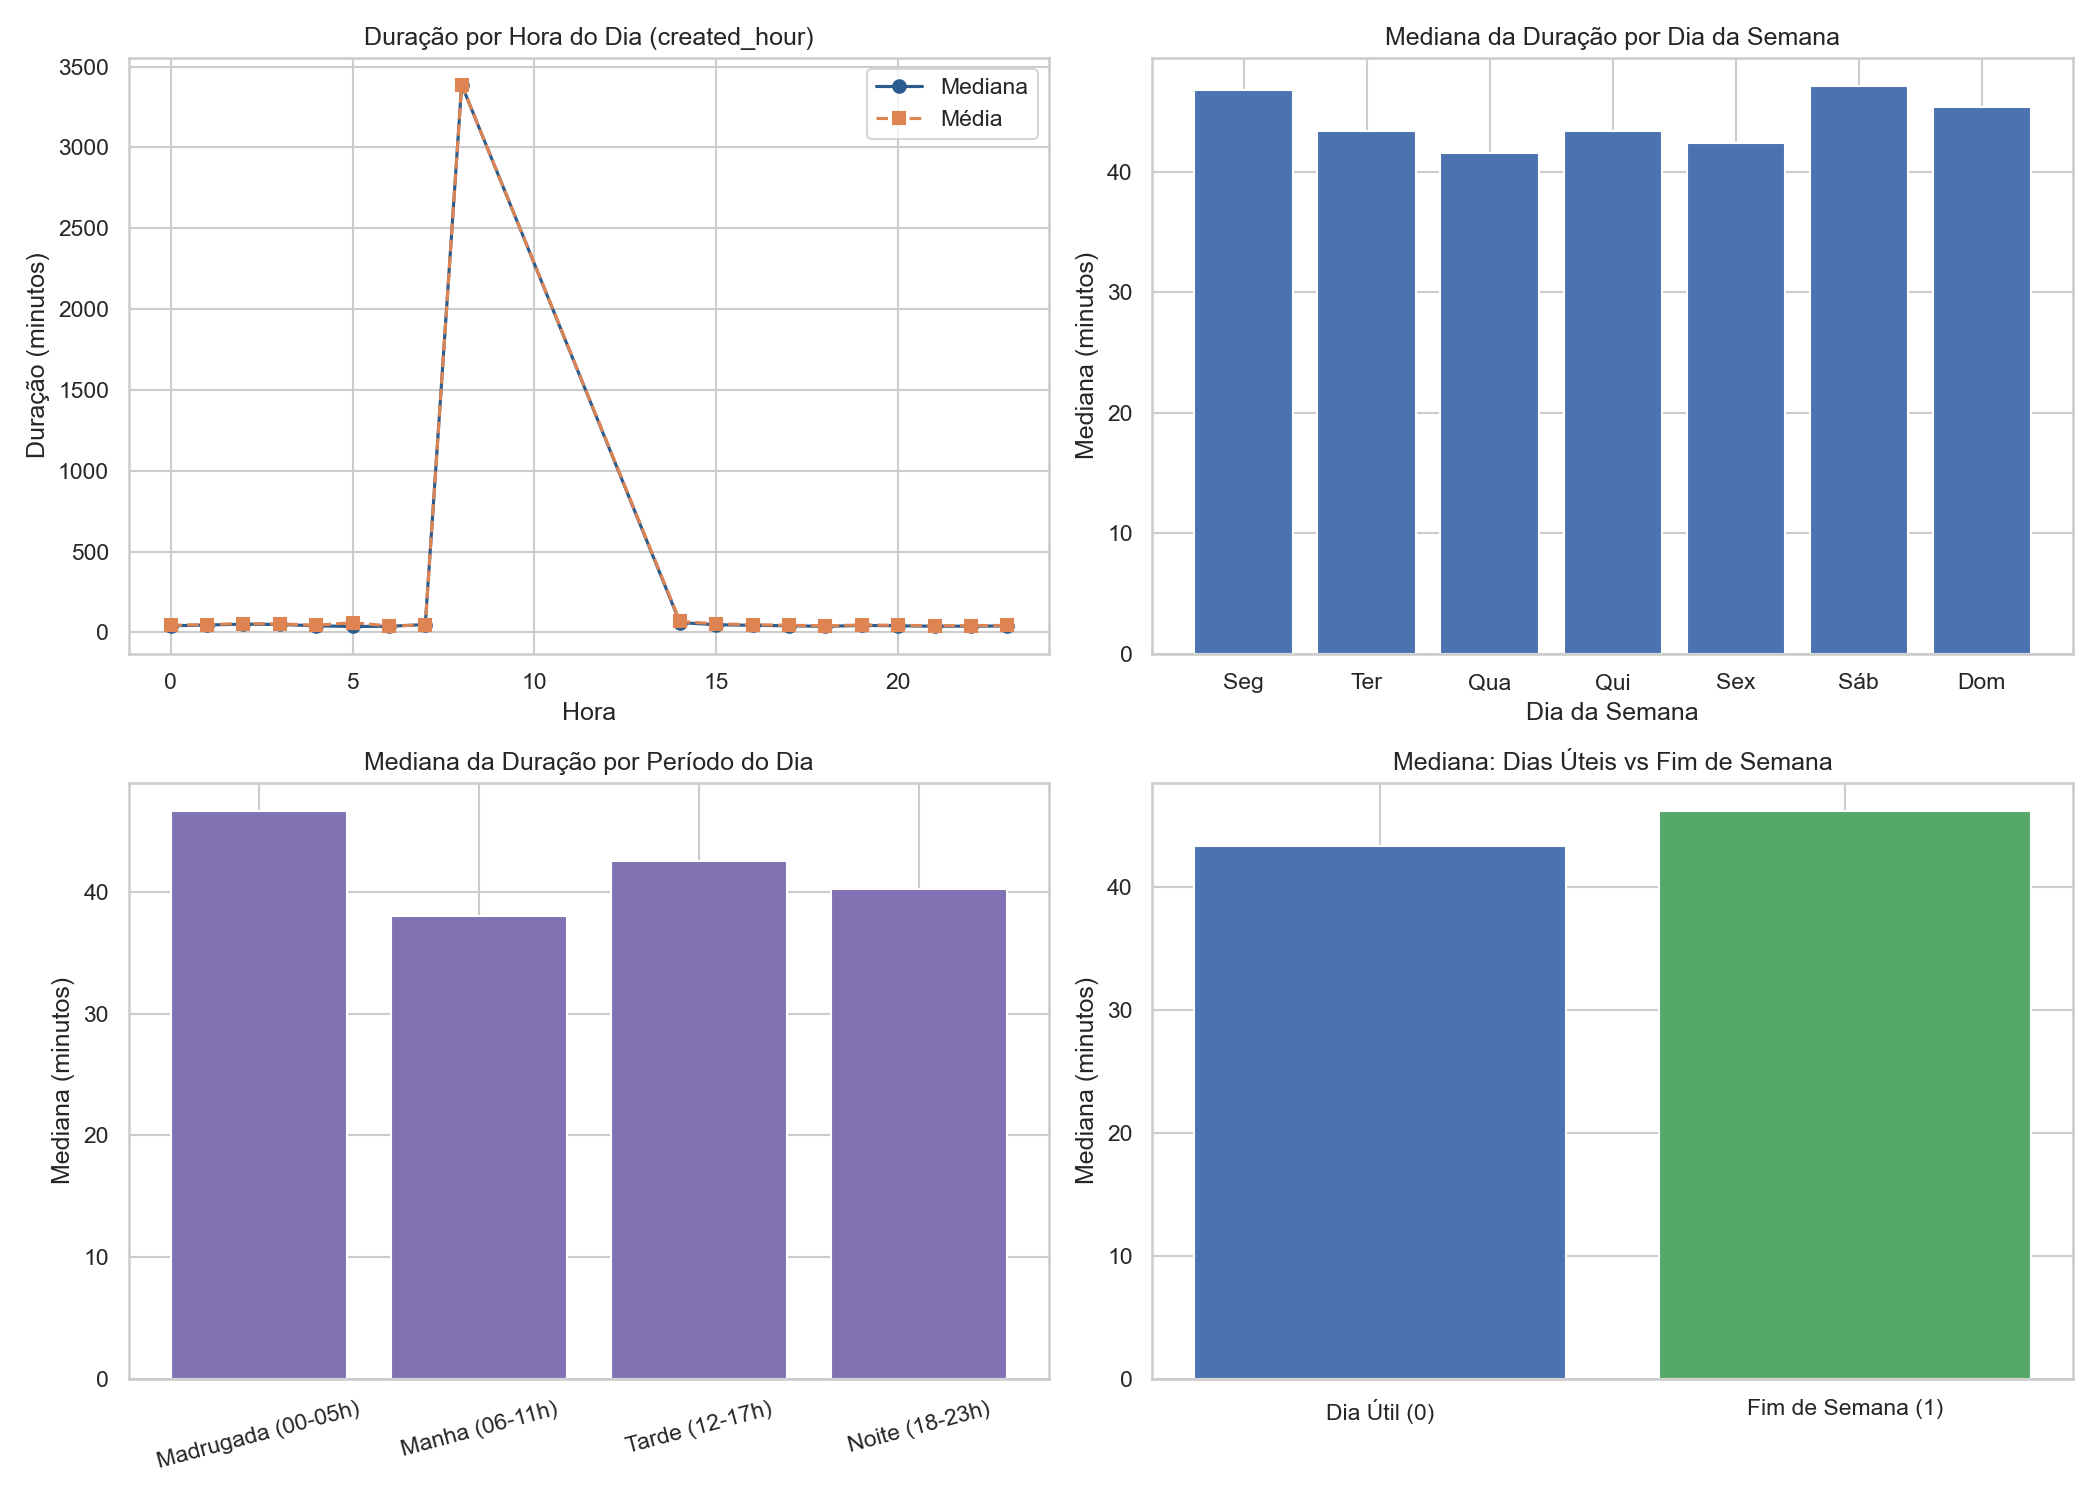 Duração por Hora do Dia (created_hour)
3500
3000
2500
2000
1500
1000
500
0
Duração (minutos)
Mediana
Média
0 5 10 15 20
Hora
Mediana da Duração por Dia da Semana
40
30
20
10
0
Mediana (minutos)
Seg Ter Qua Qui Sex Sáb Dom
Dia da Semana
Mediana da Duração por Período do Dia
40
30
20
10
0
Mediana (minutos)
Madrugada (00-05h) Manha (06-11h) Tarde (12-17h) Noite (18-23h)
Mediana: Dias Úteis vs Fim de Semana
40
30
20
10
0
Mediana (minutos)
Dia Útil (0) Fim de Semana (1)